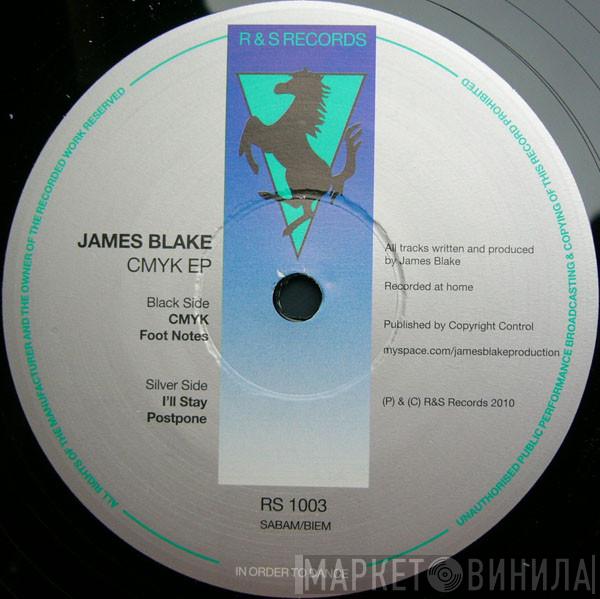 R & S RECORDS
ALL RIGHTS OF THE MANUFACTURER AND THE OWNER OF THE RECORDED WORK RESERVED
UNAUTHORISED PUBLIC PERFORMANCE BROADCASTING & COPYING OF THIS RECORD PROHIBITED
JAMES BLAKE
CMYK EP
Black Side
CMYK
Foot Notes
Silver Side
I'll Stay
Postpone
All tracks written and produced
by James Blake
Recorded at home
Published by Copyright Control
myspace.com/jamesblakeproduction
(P) & (C) R&S Records 2010
RS 1003
SABAM/BIEM
IN ORDER TO DANCE
МАРКЕТ ВИНИЛА